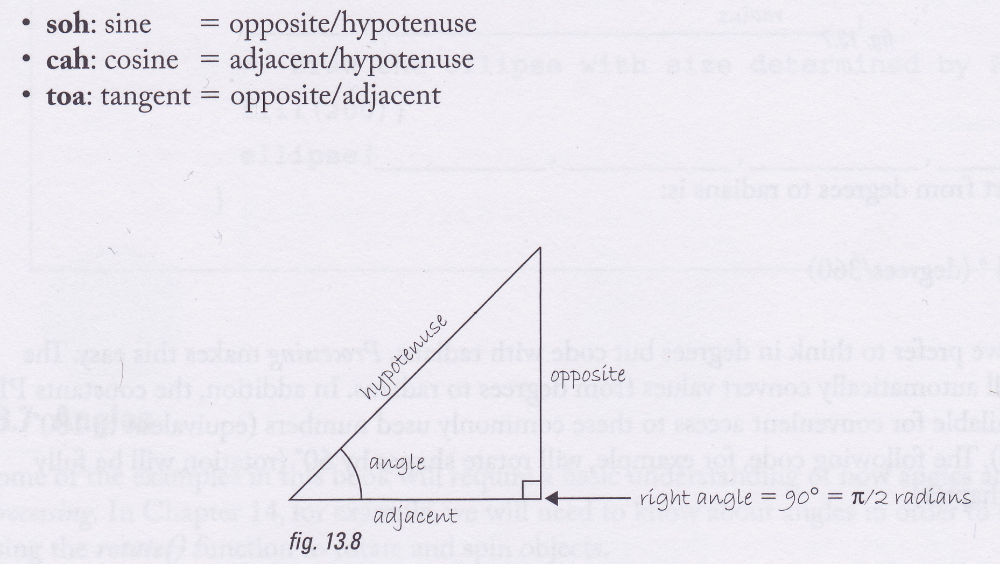 • soh: sine = opposite/hypotenuse
• cah: cosine = adjacent/hypotenuse
• toa: tangent = opposite/adjacent
hypotenuse
opposite
angle
right angle = 90° = π/2 radians
adjacent
fig. 13.8